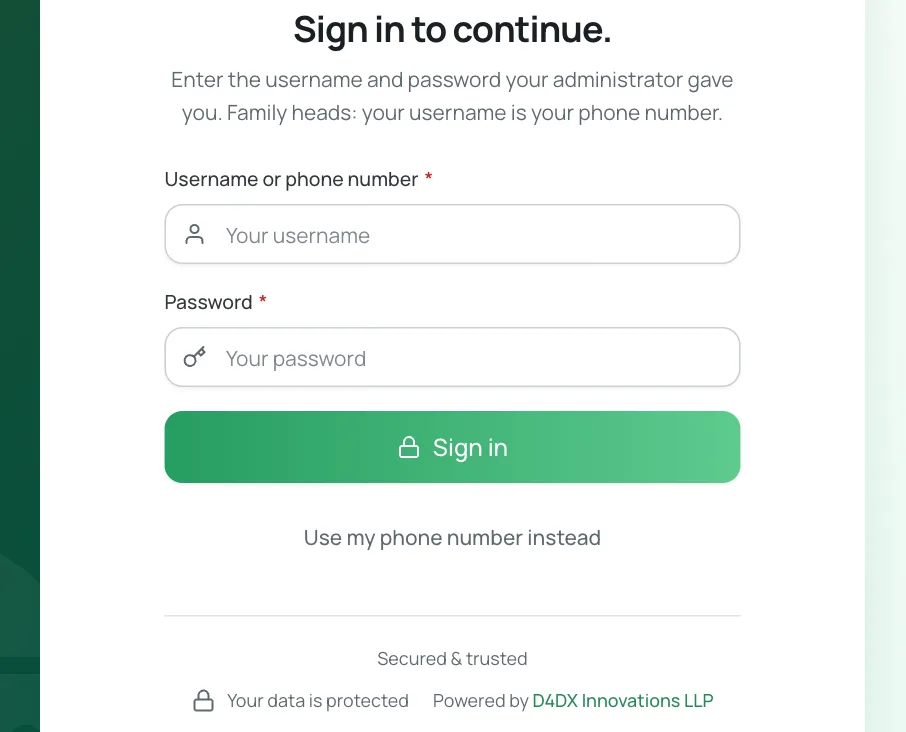 Sign in to continue.
Enter the username and password your administrator gave
you. Family heads: your username is your phone number.
Username or phone number *
Your username
Password *
Your password
Sign in
Use my phone number instead
Secured & trusted
Your data is protected Powered by D4DX Innovations LLP